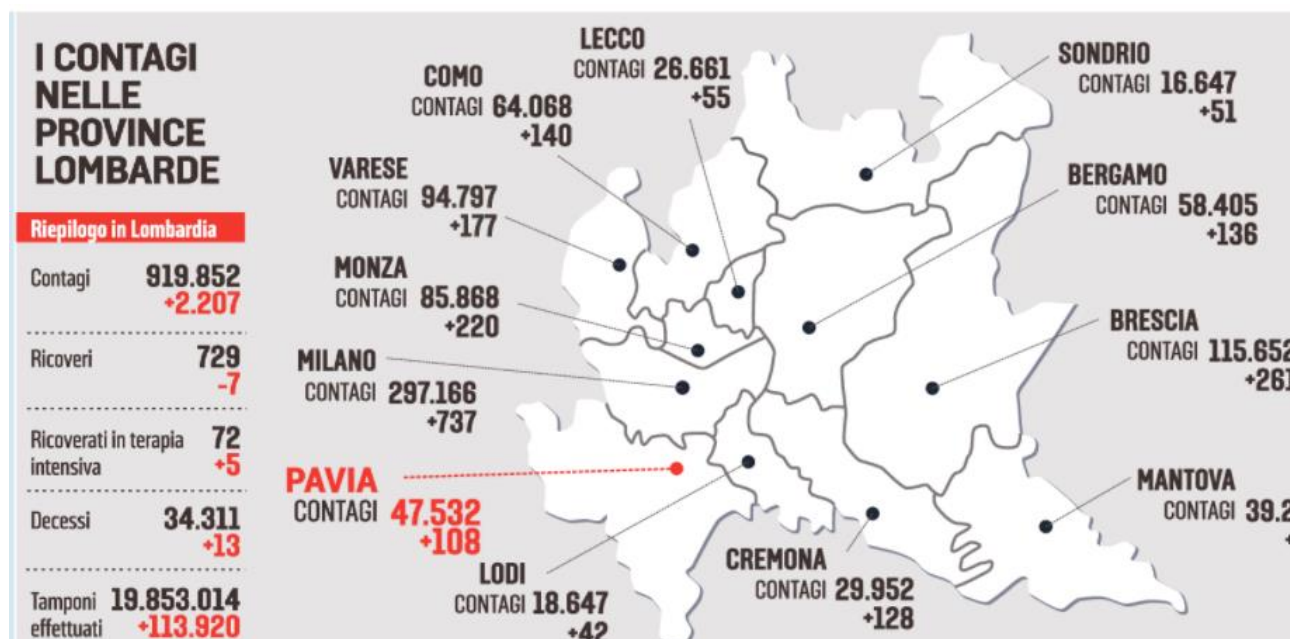 I CONTAGI
NELLE
PROVINCE
LOMBARDE
Riepilogo in Lombardia
Contagi 919.852
+2.207
Ricoveri 729
-7
Ricoverati in terapia intensiva 72
+5
Decessi 34.311
+13
Tamponi effettuati 19.853.014
+113.920
LECCO
CONTAGI 26.661
+55
SONDRIO
CONTAGI 16.647
+51
COMO
CONTAGI 64.068
+140
VARESE
CONTAGI 94.797
+177
BERGAMO
CONTAGI 58.405
+136
MONZA
CONTAGI 85.868
+220
BRESCIA
CONTAGI 115.652
+261
MILANO
CONTAGI 297.166
+737
PAVIA
CONTAGI 47.532
+108
MANTOVA
CONTAGI
LODI
CONTAGI 18.647
+42
CREMONA
CONTAGI 29.952
+128